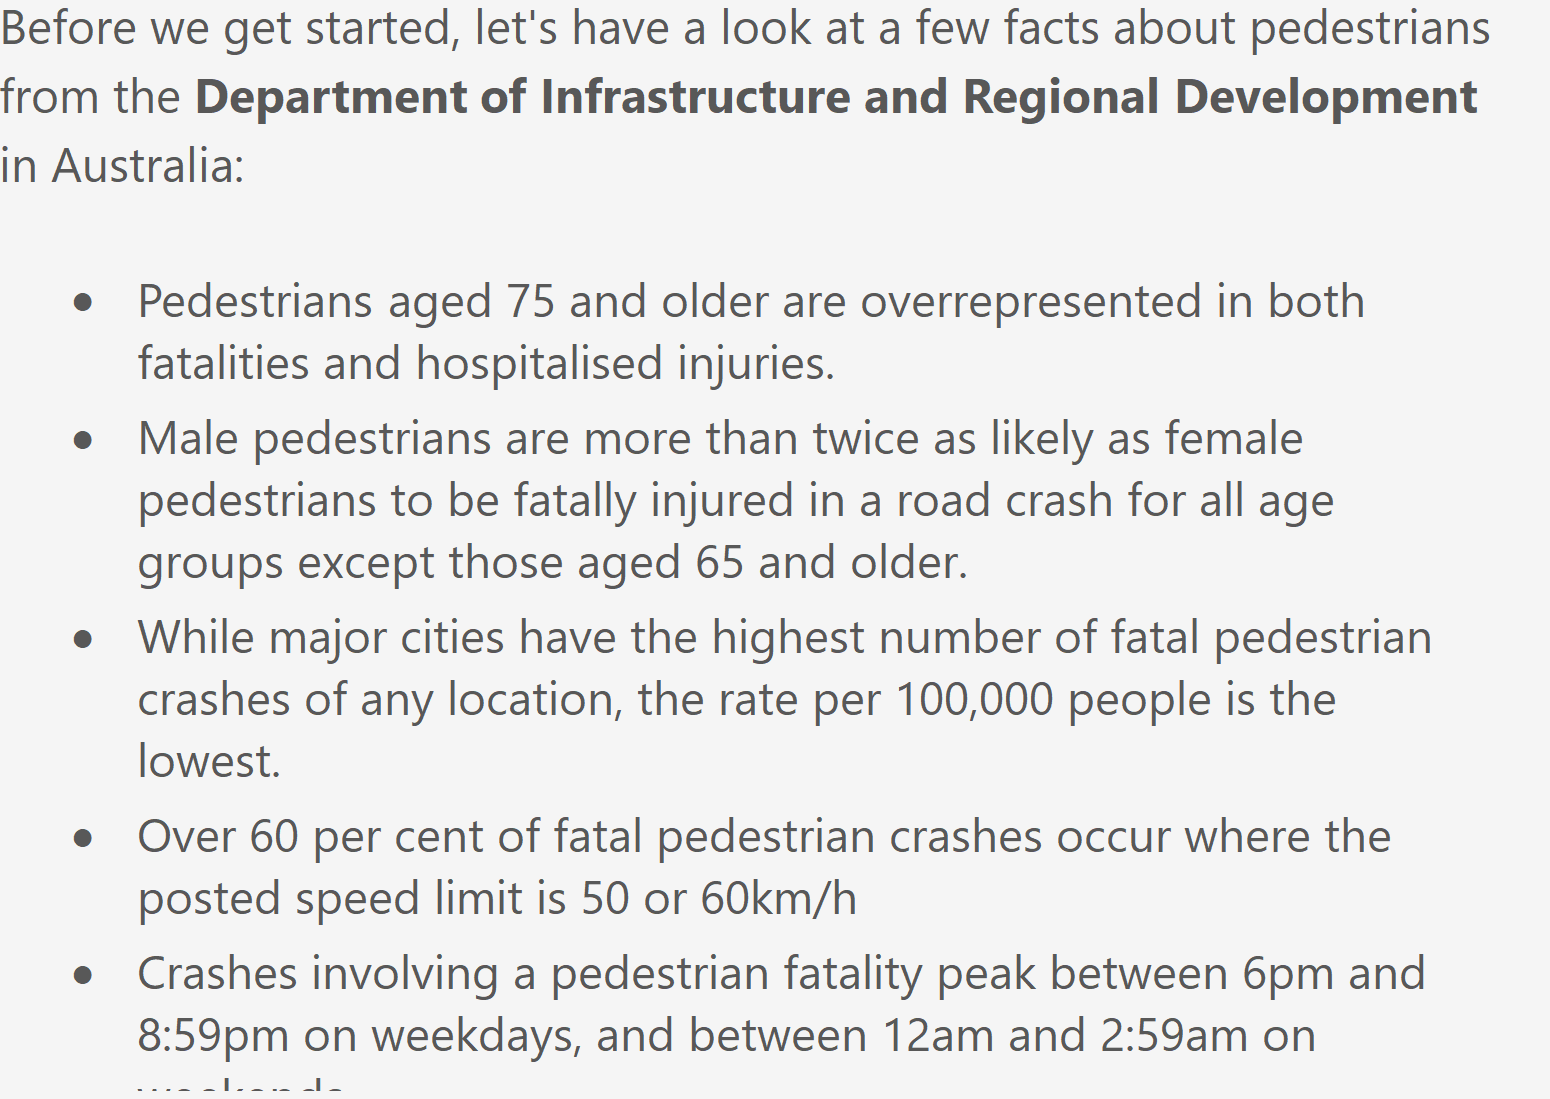 Before we get started, let's have a look at a few facts about pedestrians
from the Department of Infrastructure and Regional Development
in Australia:
● Pedestrians aged 75 and older are overrepresented in both
fatalities and hospitalised injuries.
● Male pedestrians are more than twice as likely as female
pedestrians to be fatally injured in a road crash for all age
groups except those aged 65 and older.
● While major cities have the highest number of fatal pedestrian
crashes of any location, the rate per 100,000 people is the
lowest.
● Over 60 per cent of fatal pedestrian crashes occur where the
posted speed limit is 50 or 60km/h
● Crashes involving a pedestrian fatality peak between 6pm and
8:59pm on weekdays, and between 12am and 2:59am on